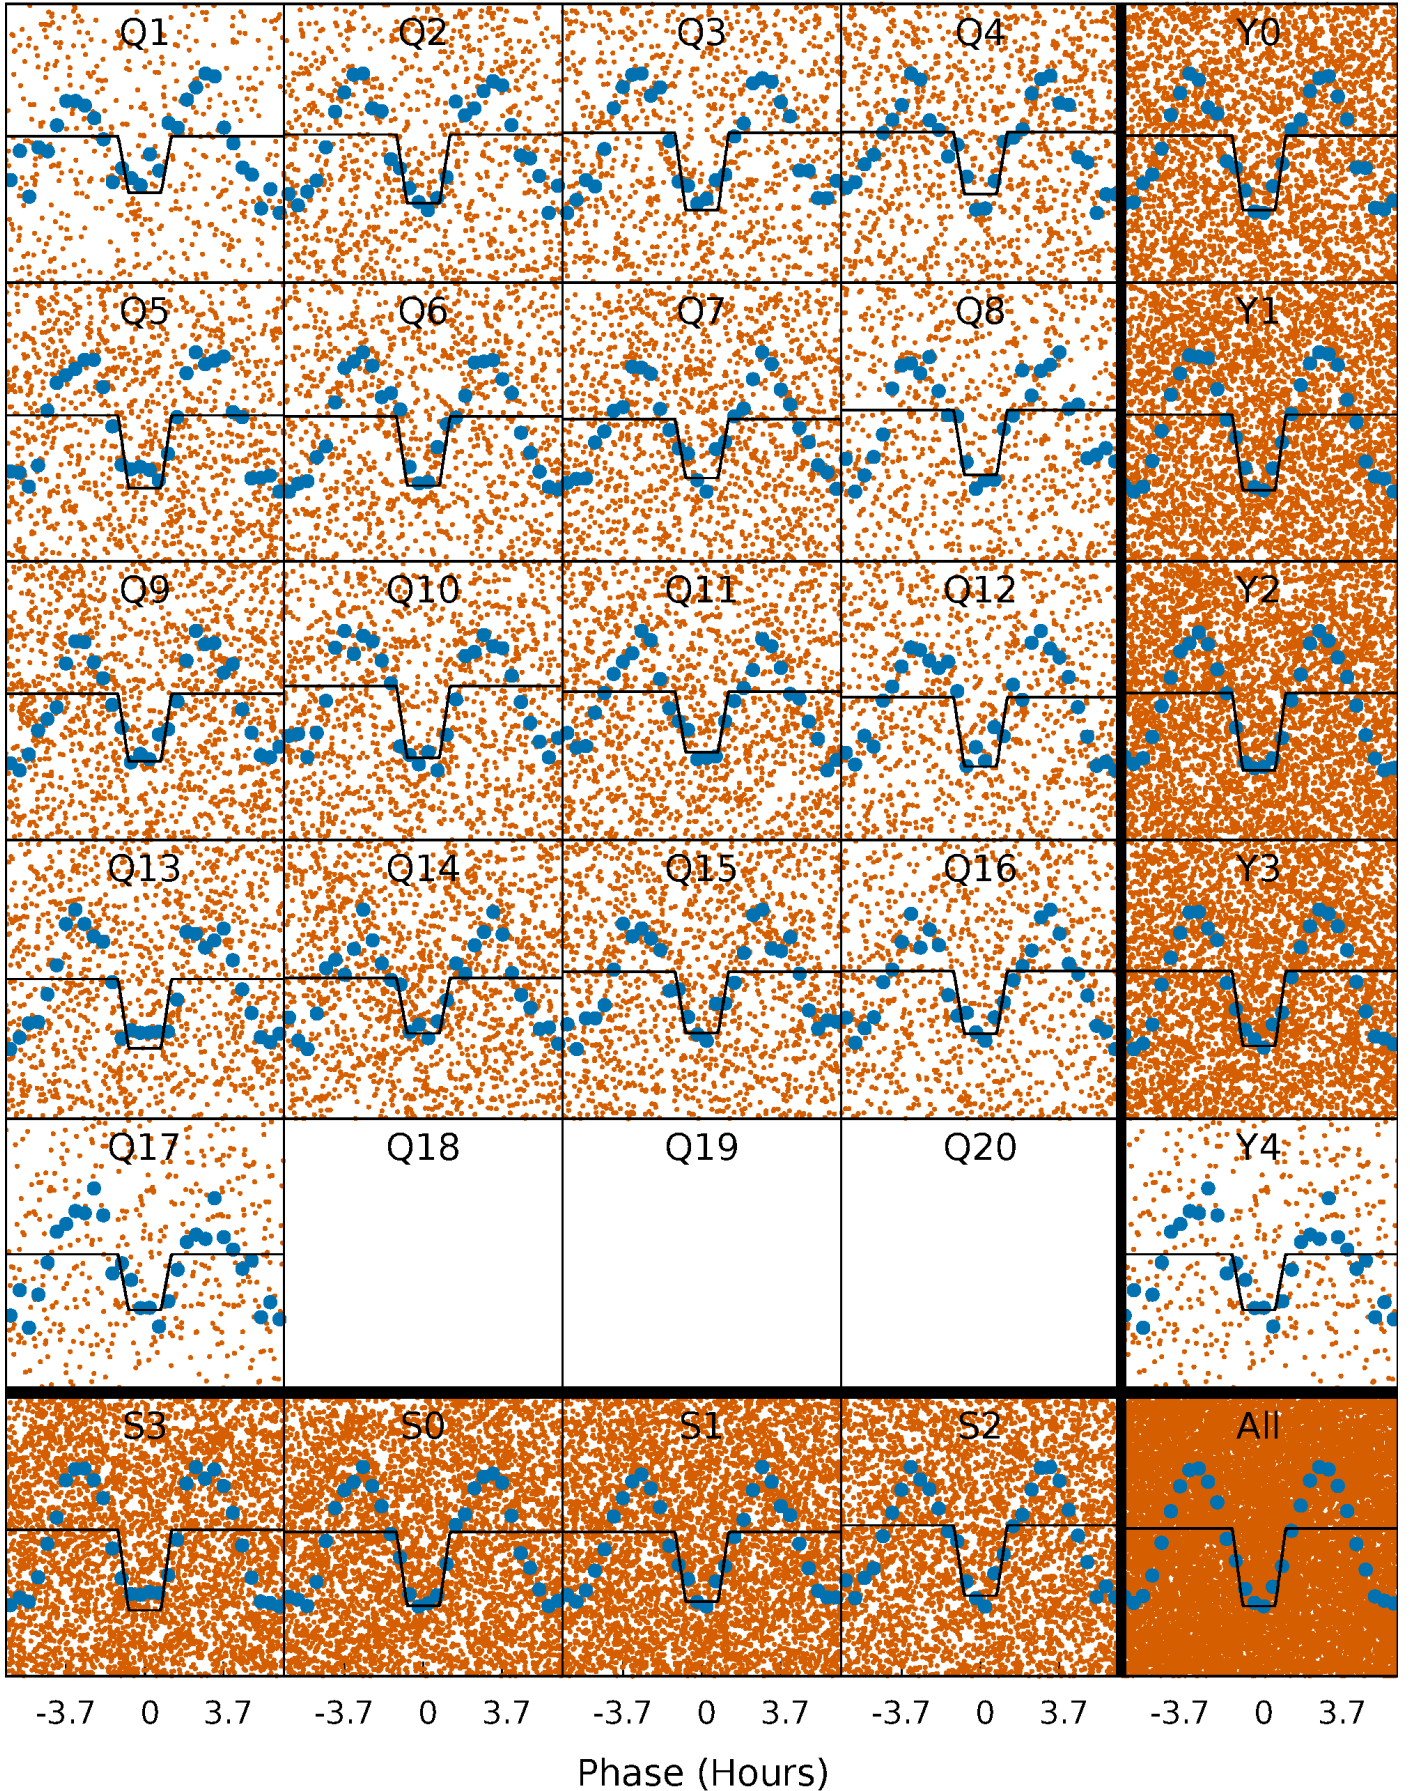 Q1 Q2 Q3 Q4 Y0
Q5 Q6 Q7 Q8 Y1
Q9 Q10 Q11 Q12 Y2
Q13 Q14 Q15 Q16 Y3
Q17 Q18 Q19 Q20 Y4
S3 S0 S1 S2 All
-3.7 0 3.7 -3.7 0 3.7 -3.7 0 3.7 -3.7 0 3.7 -3.7 0 3.7
Phase (Hours)